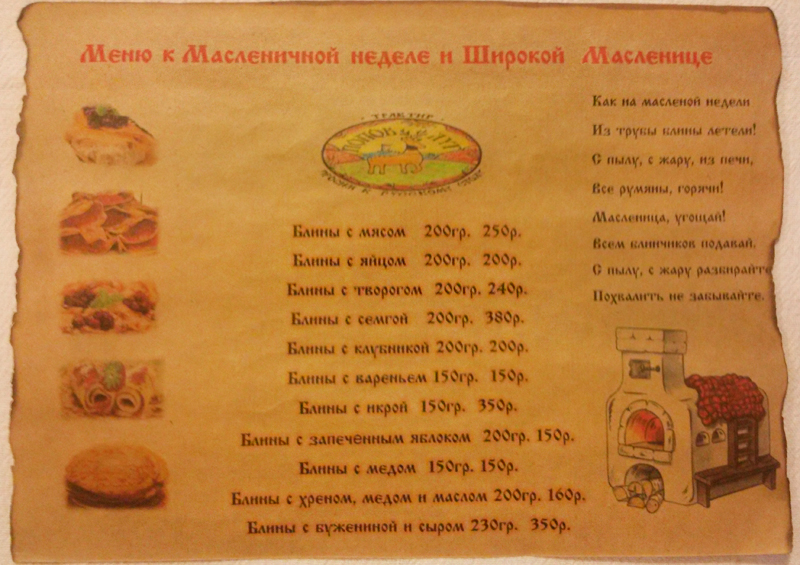 Меню к Масленичной неделе и Широкой Масленице
ТРАКТИР
Как на масленой недели
Из трубы блины летели!
С пылу, с жару, из печи,
Все румяны, горячи!
Масленица, угощай!
Всем блинчиков подавай.
С пылу, с жару разбирайте
Похвалить не забывайте.
Блины с мясом 200гр. 250р.
Блины с яйцом 200гр. 200р.
Блины с творогом 200гр. 240р.
Блины с семгой 200гр. 380р.
Блины с клубникой 200гр. 200р.
Блины с вареньем 150гр. 150р.
Блины с икрой 150гр. 350р.
Блины с запеченным яблоком 200гр. 150р.
Блины с медом 150гр. 150р.
Блины с хреном, медом и маслом 200гр. 160р.
Блины с бужениной и сыром 230гр. 350р.